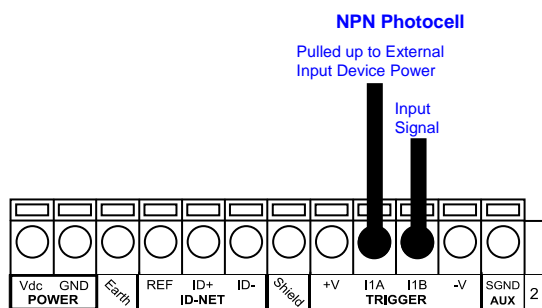 NPN Photocell
Pulled up to External
Input Device Power
Input
Signal
Vdc GND Earth REF ID+ ID- Shield +V I1A I1B -V SGND 2
POWER ID-NET TRIGGER AUX